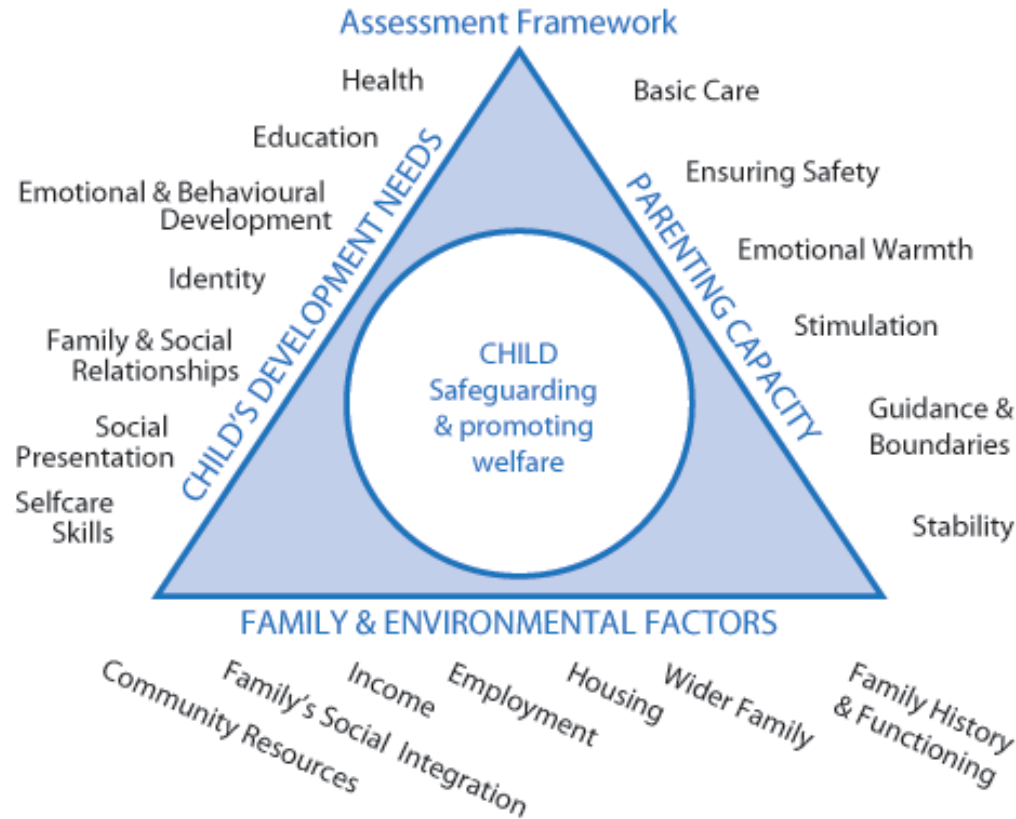 Assessment Framework
Health
Education
Emotional & Behavioural
Development
Identity
Family & Social
Relationships
Social
Presentation
Selfcare
Skills
CHILD'S DEVELOPMENT NEEDS
CHILD
Safeguarding
& promoting
welfare
PARENTING CAPACITY
Basic Care
Ensuring Safety
Emotional Warmth
Stimulation
Guidance &
Boundaries
Stability
FAMILY & ENVIRONMENTAL FACTORS
Community Resources
Family's Social Integration
Income
Employment
Housing
Wider Family
Family History
& Functioning